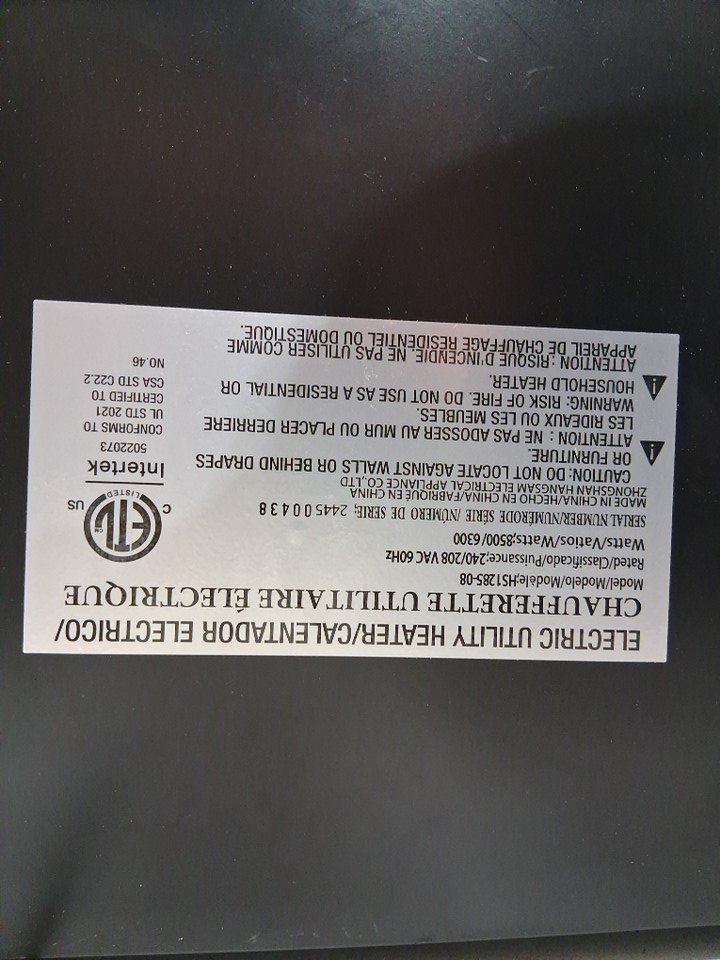 ELECTRIC UTILITY HEATER/CALENTADOR ELECTRICO/
CHAUFFERETTE UTILITAIRE ÉLECTRIQUE
Model/Modelo/Modele;HS1285-08
Rated/Classificado/Puissance;240/208 VAC 60Hz
Watts/Vatios/Watts;8500/6300
SERIAL NUMBER/NUMÉRODE SÉRIE /NÚMERO/ DE SERIE; 2445 00438
MADE IN CHINA/HECHO EN CHINA/FABRIQUÉ EN CHINA
ZHONGSHAN ELECTRICAL HANGSAM APPLIANCE CO.,LTD
CAUTION: DO NOT LOCATE AGAINST WALLS OR BEHIND DRAPES
OR FURNITURE.
ATTENTION : NE PAS ADOSSER AU MUR OU PLACER DERRIERE
LES RIDEAUX OU LES MEUBLES.
WARNING: RISK OF FIRE. DO NOT USE AS A RESIDENTIAL OR
HOUSEHOLD HEATER.
ATTENTION : RISQUE D'INCENDIE. NE PAS UTILISER COMME
APPAREIL DE CHAUFFAGE RESIDENTIEL OU DOMESTIQUE.
C ETL CM US
LISTED
Intertek
5022073
CONFORMS TO
UL STD 2021
CERTIFIED TO
CSA STD C22.2
NO.46